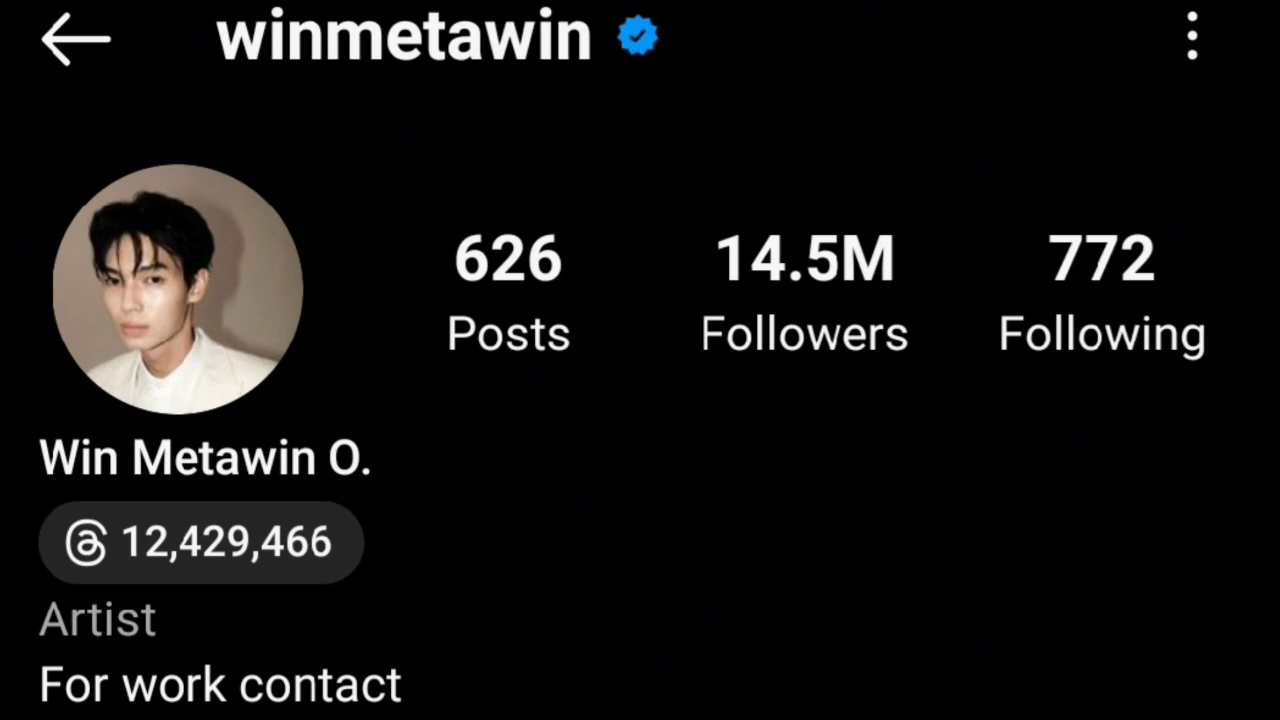 winmetawin
626 14.5M 772
Posts Followers Following
Win Metawin O.
12,429,466
Artist
For work contact